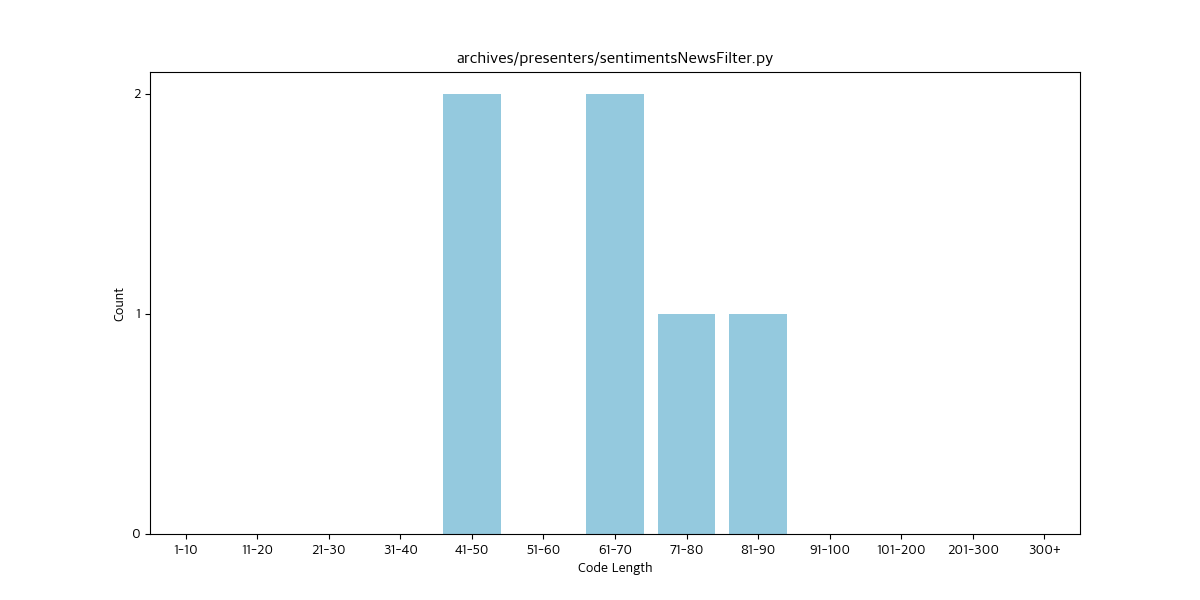 archives/presenters/sentimentsNewsFilter.py
2
1
0
Count
1-10 11-20 21-30 31-40 41-50 51-60 61-70 71-80 81-90 91-100 101-200 201-300 300+
Code Length